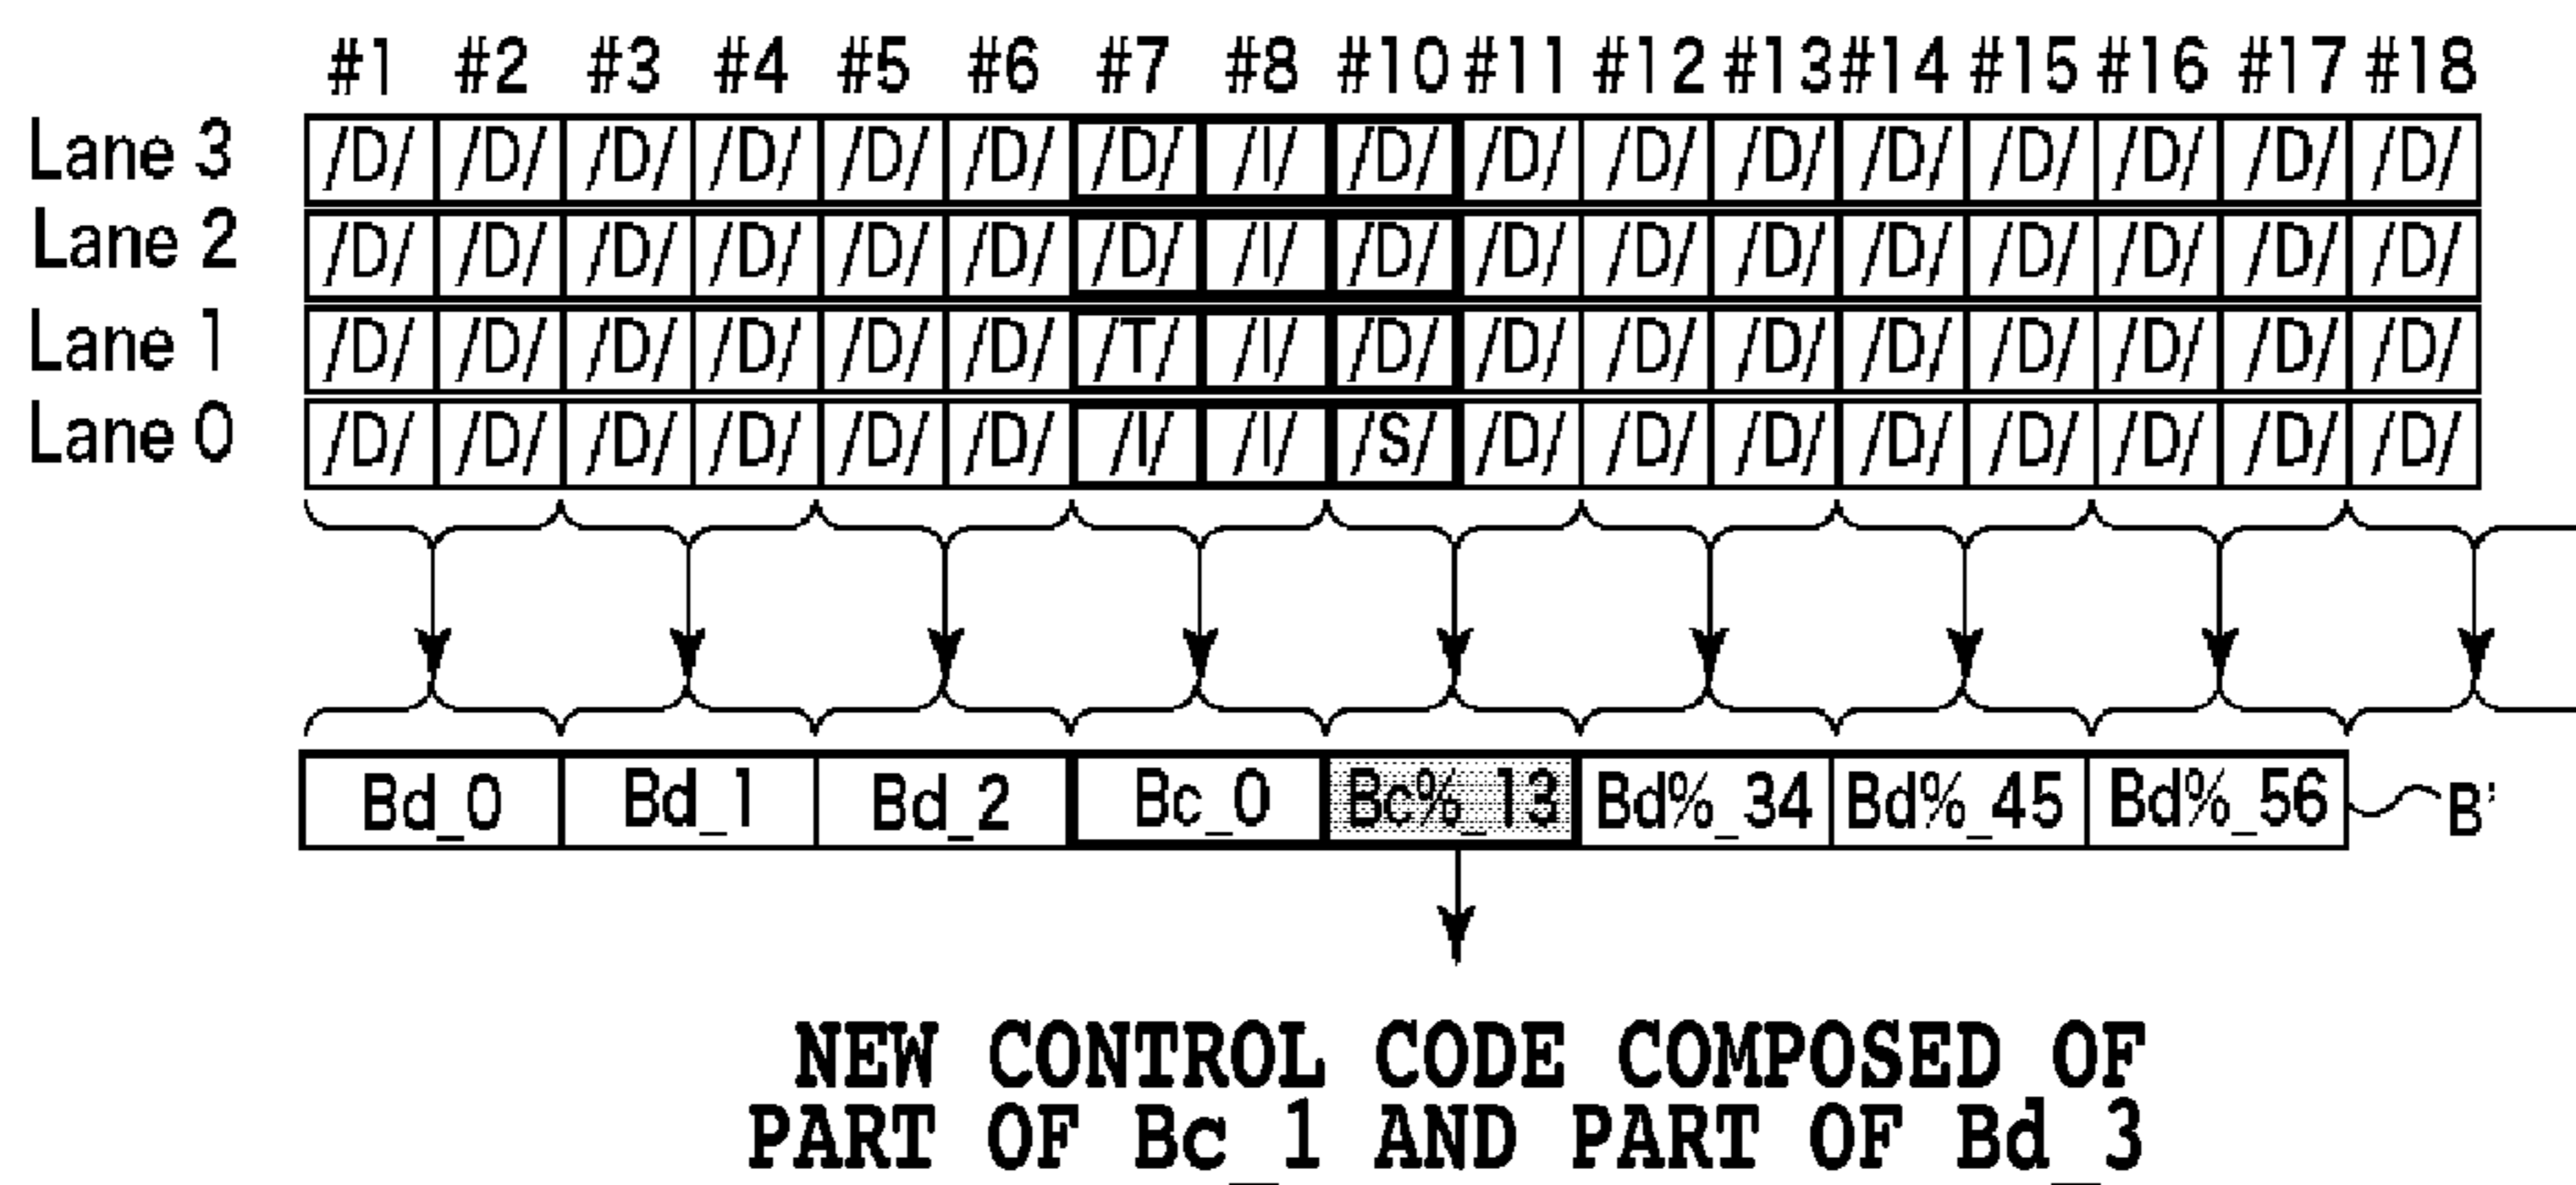 #1 #2 #3 #4 #5 #6 #7 #8 #10 #11 #12 #13 #14 #15 #16 #17 #18
Lane 3 /D/ /D/ /D/ /D/ /D/ /D/ /D/ /I/ /D/ /D/ /D/ /D/ /D/ /D/ /D/ /D/ /D/
Lane 2 /D/ /D/ /D/ /D/ /D/ /D/ /D/ /I/ /D/ /D/ /D/ /D/ /D/ /D/ /D/ /D/ /D/
Lane 1 /D/ /D/ /D/ /D/ /D/ /D/ /T/ /I/ /D/ /D/ /D/ /D/ /D/ /D/ /D/ /D/ /D/
Lane 0 /D/ /D/ /D/ /D/ /D/ /D/ /I/ /I/ /S/ /D/ /D/ /D/ /D/ /D/ /D/ /D/ /D/
Bd_0 Bd_1 Bd_2 Bc_0 Bc%_13 Bd%_34 Bd%_45 Bd%_56 B'
NEW CONTROL CODE COMPOSED OF
PART OF Bc_1 AND PART OF Bd_3